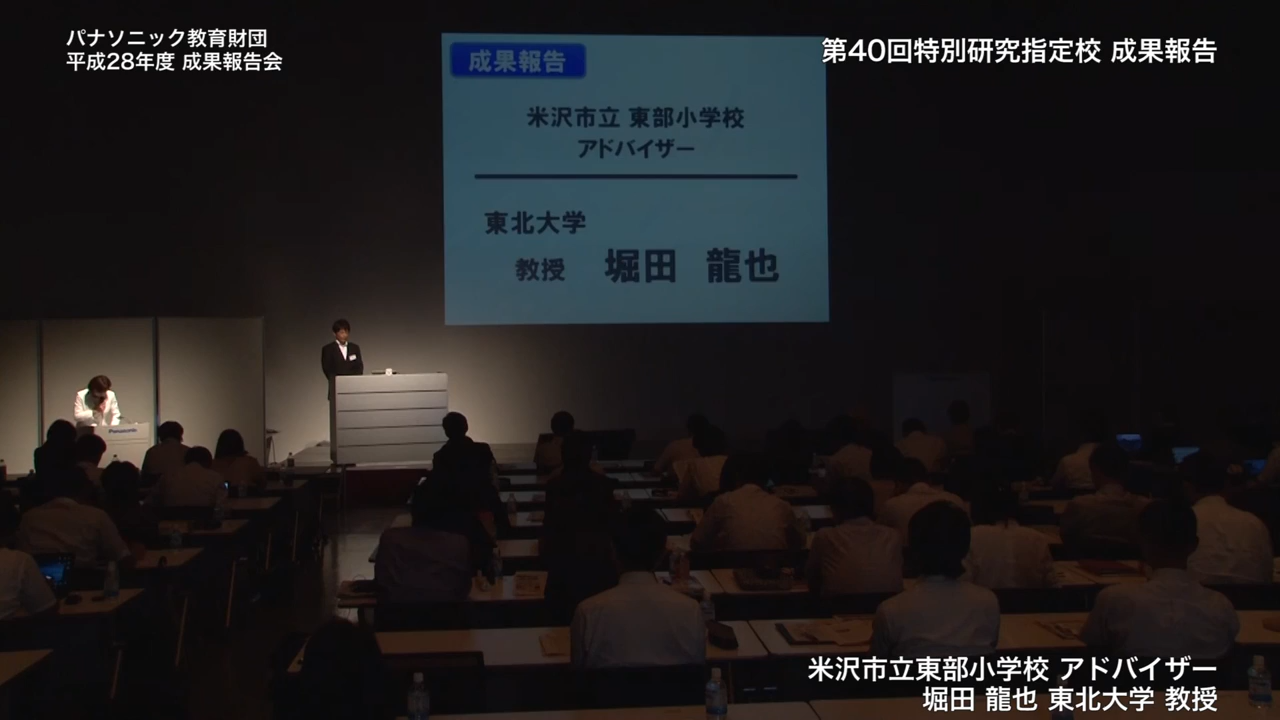 パナソニック教育財団
平成28年度 成果報告会
第40回特別研究指定校 成果報告
成果報告
米沢市立 東部小学校
アドバイザー
東北大学
教授 堀田 龍也
Panasonic
米沢市立東部小学校 アドバイザー
堀田 龍也 東北大学 教授